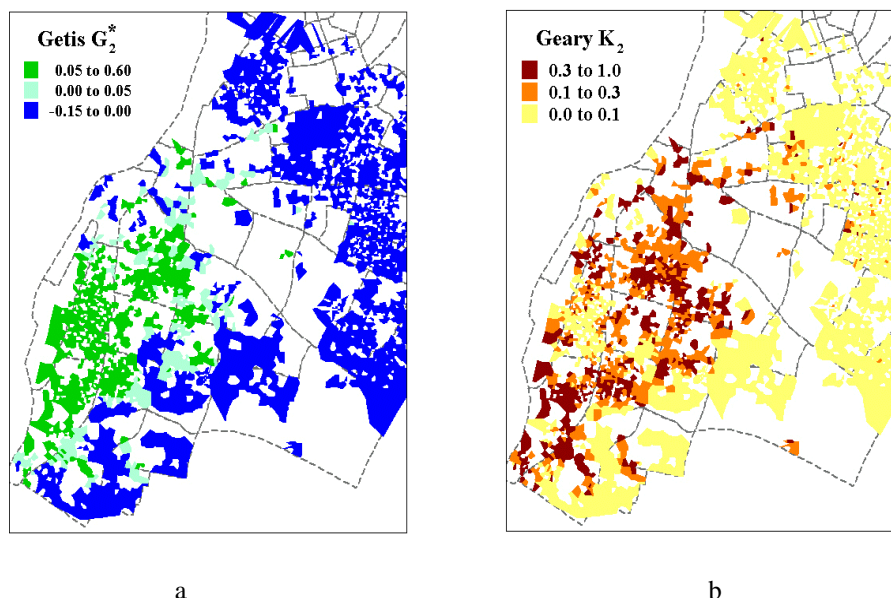 Getis G₂*
0.05 to 0.60
0.00 to 0.05
-0.15 to 0.00
Geary K₂
0.3 to 1.0
0.1 to 0.3
0.0 to 0.1
a
b